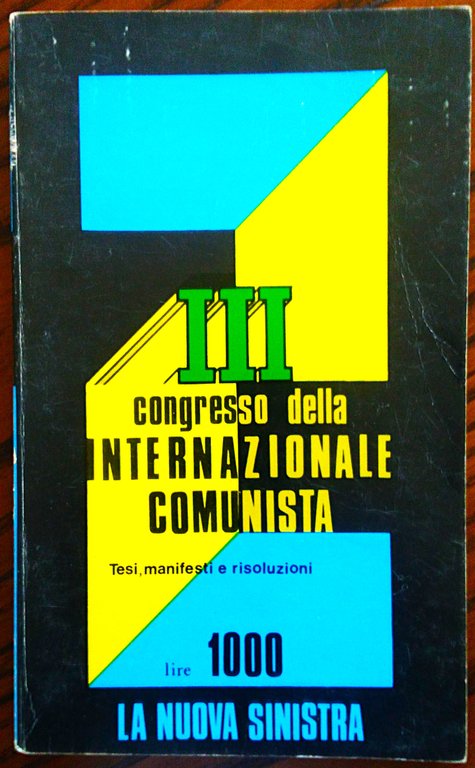 III
congresso della
INTERNAZIONALE
COMUNISTA
Tesi, manifesti e risoluzioni
lire 1000
LA NUOVA SINISTRA